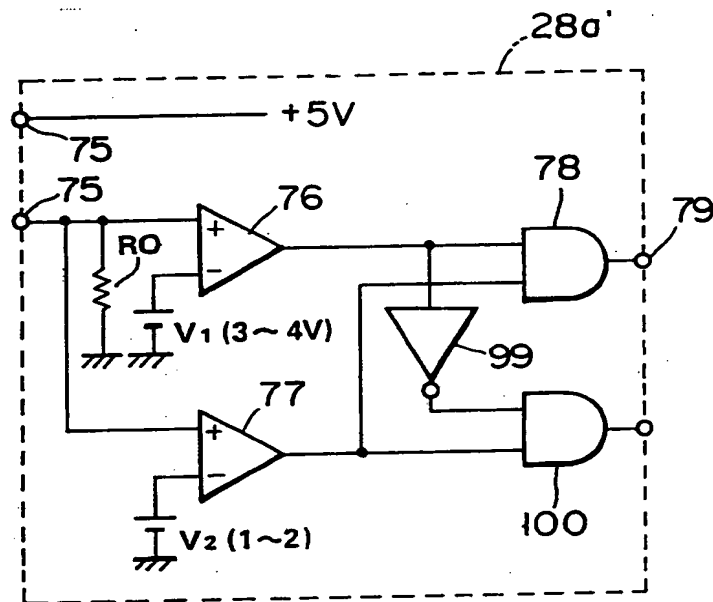 28a'
+5V
75
75
76
78
79
RO
+
-
V1 (3~4V)
99
77
+
-
100
V2 (1~2)